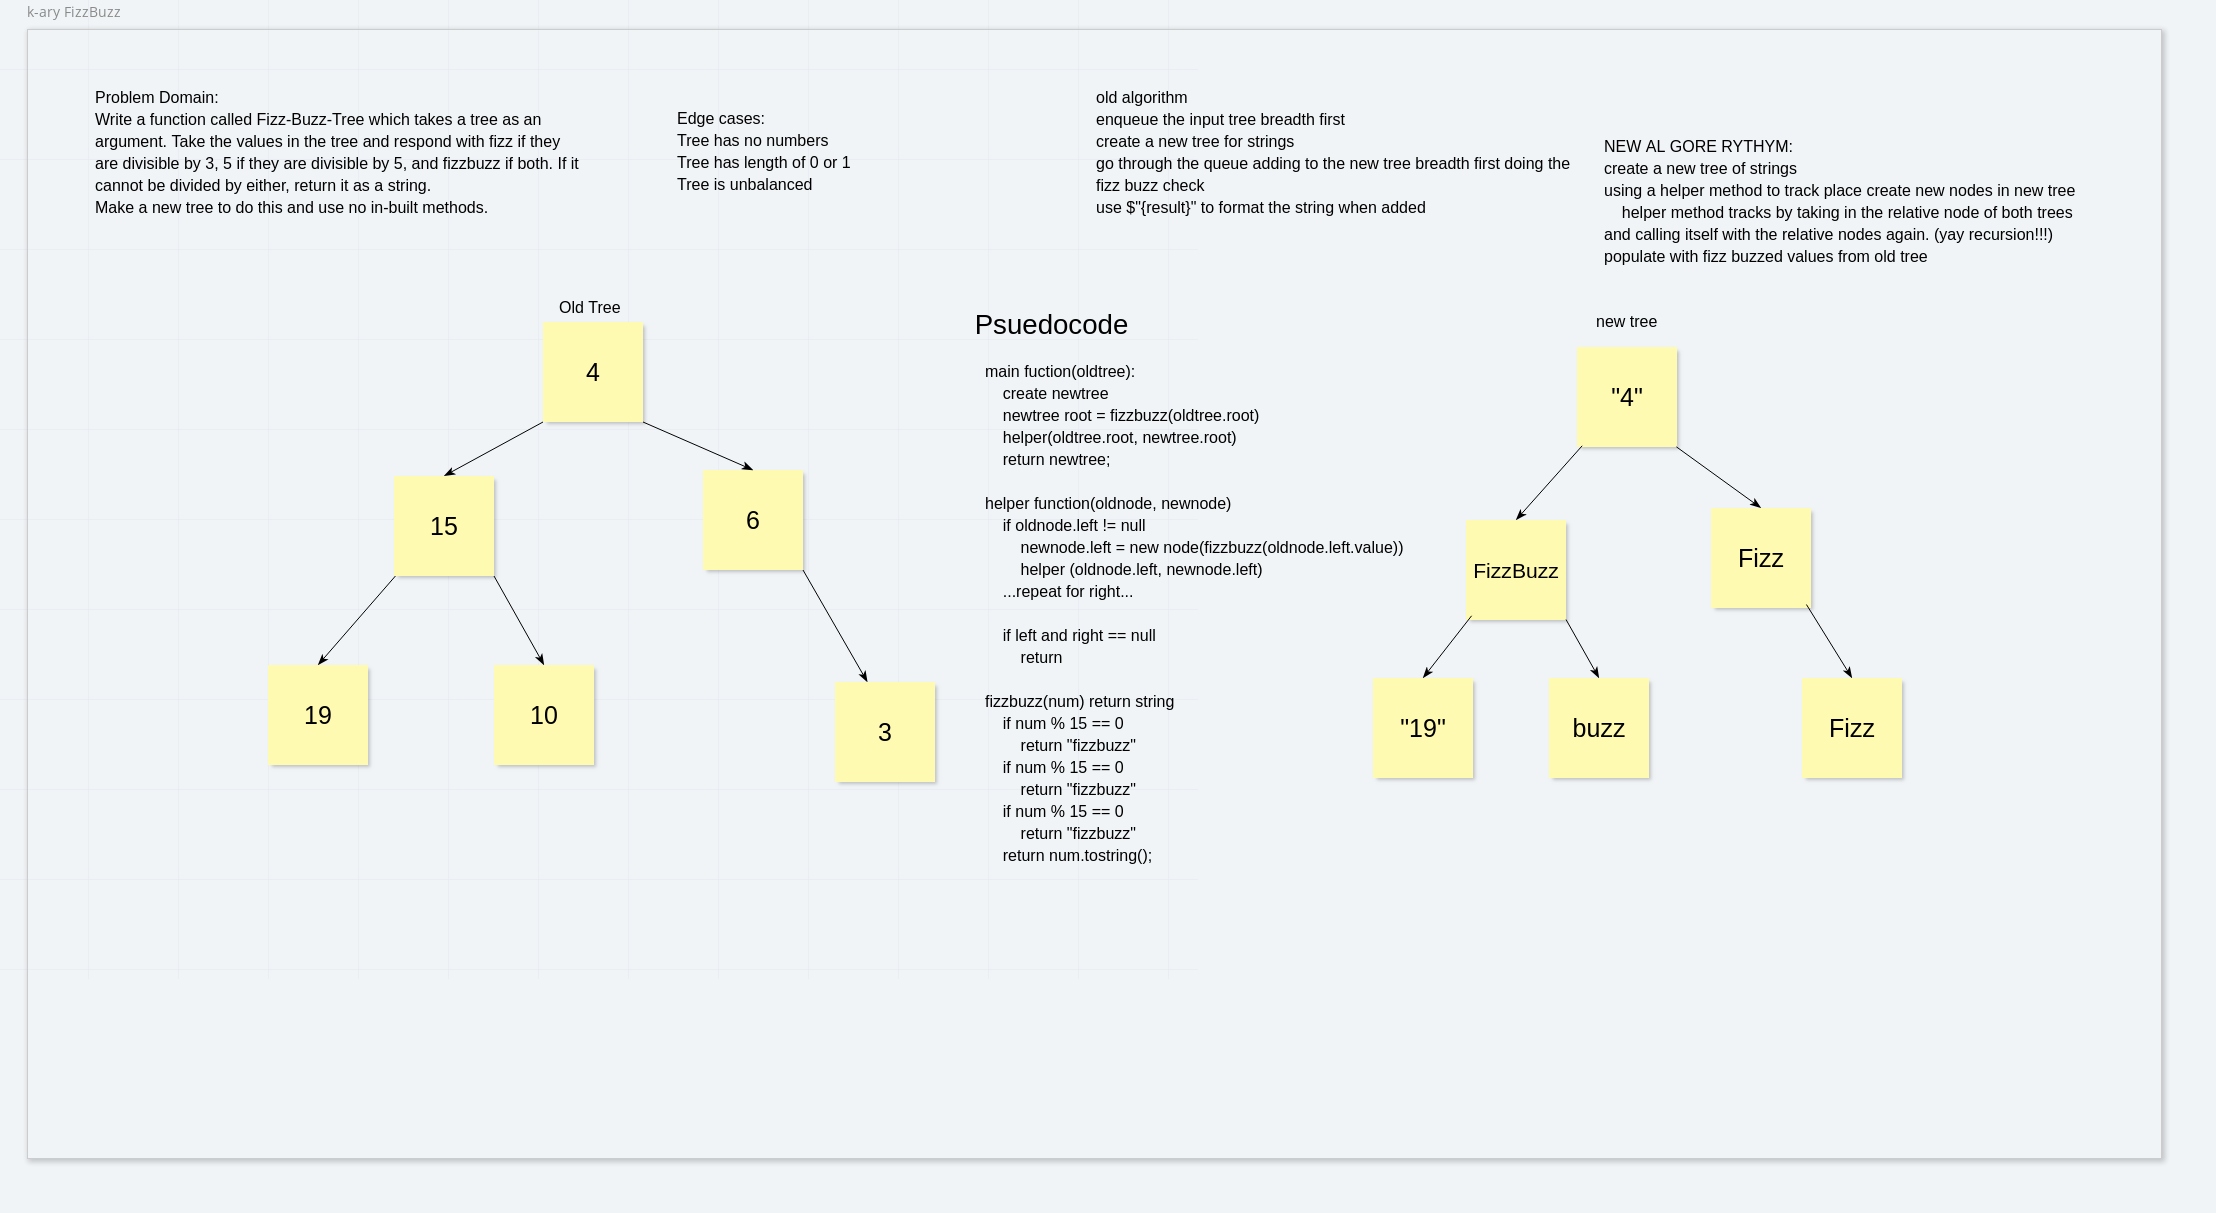 k-ary FizzBuzz
Problem Domain:
Write a function called Fizz-Buzz-Tree which takes a tree as an
argument. Take the values in the tree and respond with fizz if they
are divisible by 3, 5 if they are divisible by 5, and fizzbuzz if both. If it
cannot be divided by either, return it as a string.
Make a new tree to do this and use no in-built methods.
Edge cases:
Tree has no numbers
Tree has length of 0 or 1
Tree is unbalanced
old algorithm
enqueue the input tree breadth first
create a new tree for strings
go through the queue adding to the new tree breadth first doing the
fizz buzz check
use $"{result}" to format the string when added
NEW AL GORE RYTHYM:
create a new tree of strings
using a helper method to track place create new nodes in new tree
helper method tracks by taking in the relative node of both trees
and calling itself with the relative nodes again. (yay recursion!!!)
populate with fizz buzzed values from old tree
Old Tree
4
15
6
19
10
3
Psuedocode
main fuction(oldtree):
create newtree
newtree root = fizzbuzz(oldtree.root)
helper(oldtree.root, newtree.root)
return newtree;
helper function(oldnode, newnode)
if oldnode.left != null
newnode.left = new node(fizzbuzz(oldnode.left.value))
helper (oldnode.left, newnode.left)
...repeat for right...
if left and right == null
return
fizzbuzz(num) return string
if num % 15 == 0
return "fizzbuzz"
if num % 15 == 0
return "fizzbuzz"
if num % 15 == 0
return "fizzbuzz"
return num.tostring();
new tree
"4"
FizzBuzz
Fizz
"19"
buzz
Fizz